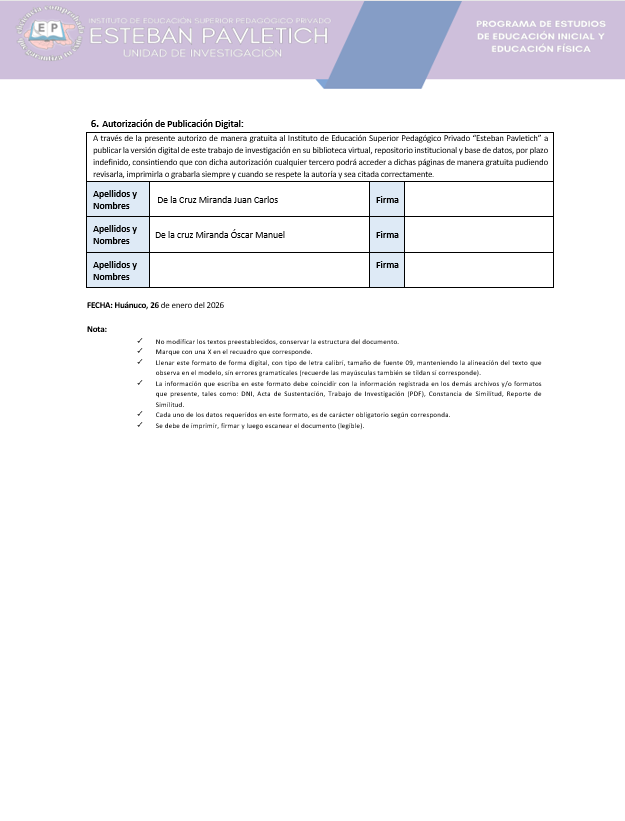 INSTITUTO DE EDUCACIÓN SUPERIOR PEDAGÓGICO PRIVADO
ESTEBAN PAVLETICH
UNIDAD DE INVESTIGACIÓN
PROGRAMA DE ESTUDIOS
DE EDUCACIÓN INICIAL Y
EDUCACIÓN FÍSICA
EP
6. Autorización de Publicación Digital:
A través de la presente autorizo de manera gratuita al Instituto de Educación Superior Pedagógico Privado "Esteban Pavletich" a
publicar la versión digital de este trabajo de investigación en su biblioteca virtual, repositorio institucional y base de datos, por plazo
indefinido, consintiendo que con dicha autorización cualquier tercero podrá acceder a dichas páginas de manera gratuita pudiendo
revisarla, imprimirla o grabarla siempre y cuando se respete la autoría y sea citada correctamente.
Apellidos y
Nombres
De la Cruz Miranda Juan Carlos
Firma
Apellidos y
Nombres
De la cruz Miranda Óscar Manuel
Firma
Apellidos y
Nombres
Firma
FECHA: Huánuco, 26 de enero del 2026
Nota:
✓ No modificar los textos preestablecidos, conservar la estructura del documento.
✓ Marque con una X en el recuadro que corresponde.
✓ Llenar este formato de forma digital, con tipo de letra calibri, tamaño de fuente 09, manteniendo la alineación del texto que
observa en el modelo, sin errores gramaticales (recuerde las mayúsculas también se tildan si corresponde).
✓ La información que escriba en este formato debe coincidir con la información registrada en los demás archivos y/o formatos
que presente, tales como: DNI, Acta de Sustentación, Trabajo de Investigación (PDF), Constancia de Similitud, Reporte de
Similitud.
✓ Cada uno de los datos requeridos en este formato, es de carácter obligatorio según corresponda.
✓ Se debe de imprimir, firmar y luego escanear el documento (legible).